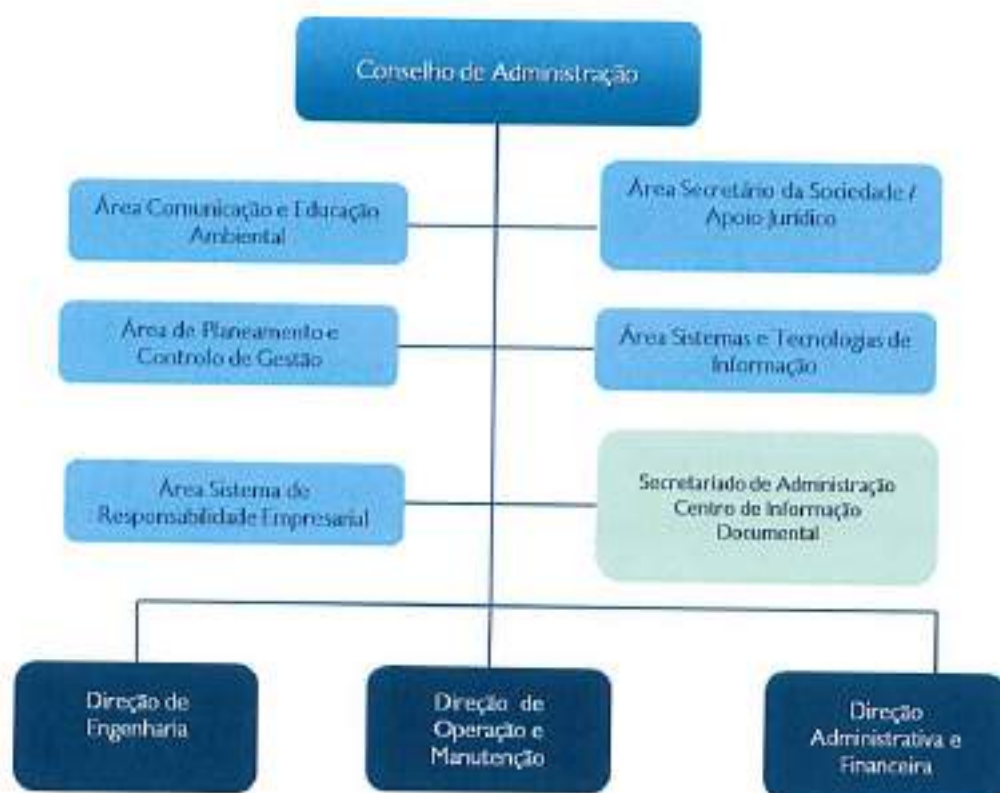 Conselho de Administração
Área Comunicação e Educação
Ambiental
Área Secretário da Sociedade /
Apoio Jurídico
Área de Planeamento e
Controlo de Gestão
Área Sistemas e Tecnologias de
Informação
Área Sistema de
Responsabilidade Empresarial
Secretariado de Administração
Centro de Informação
Documental
Direção de
Engenharia
Direção de
Operação e
Manutenção
Direção
Administrativa e
Financeira